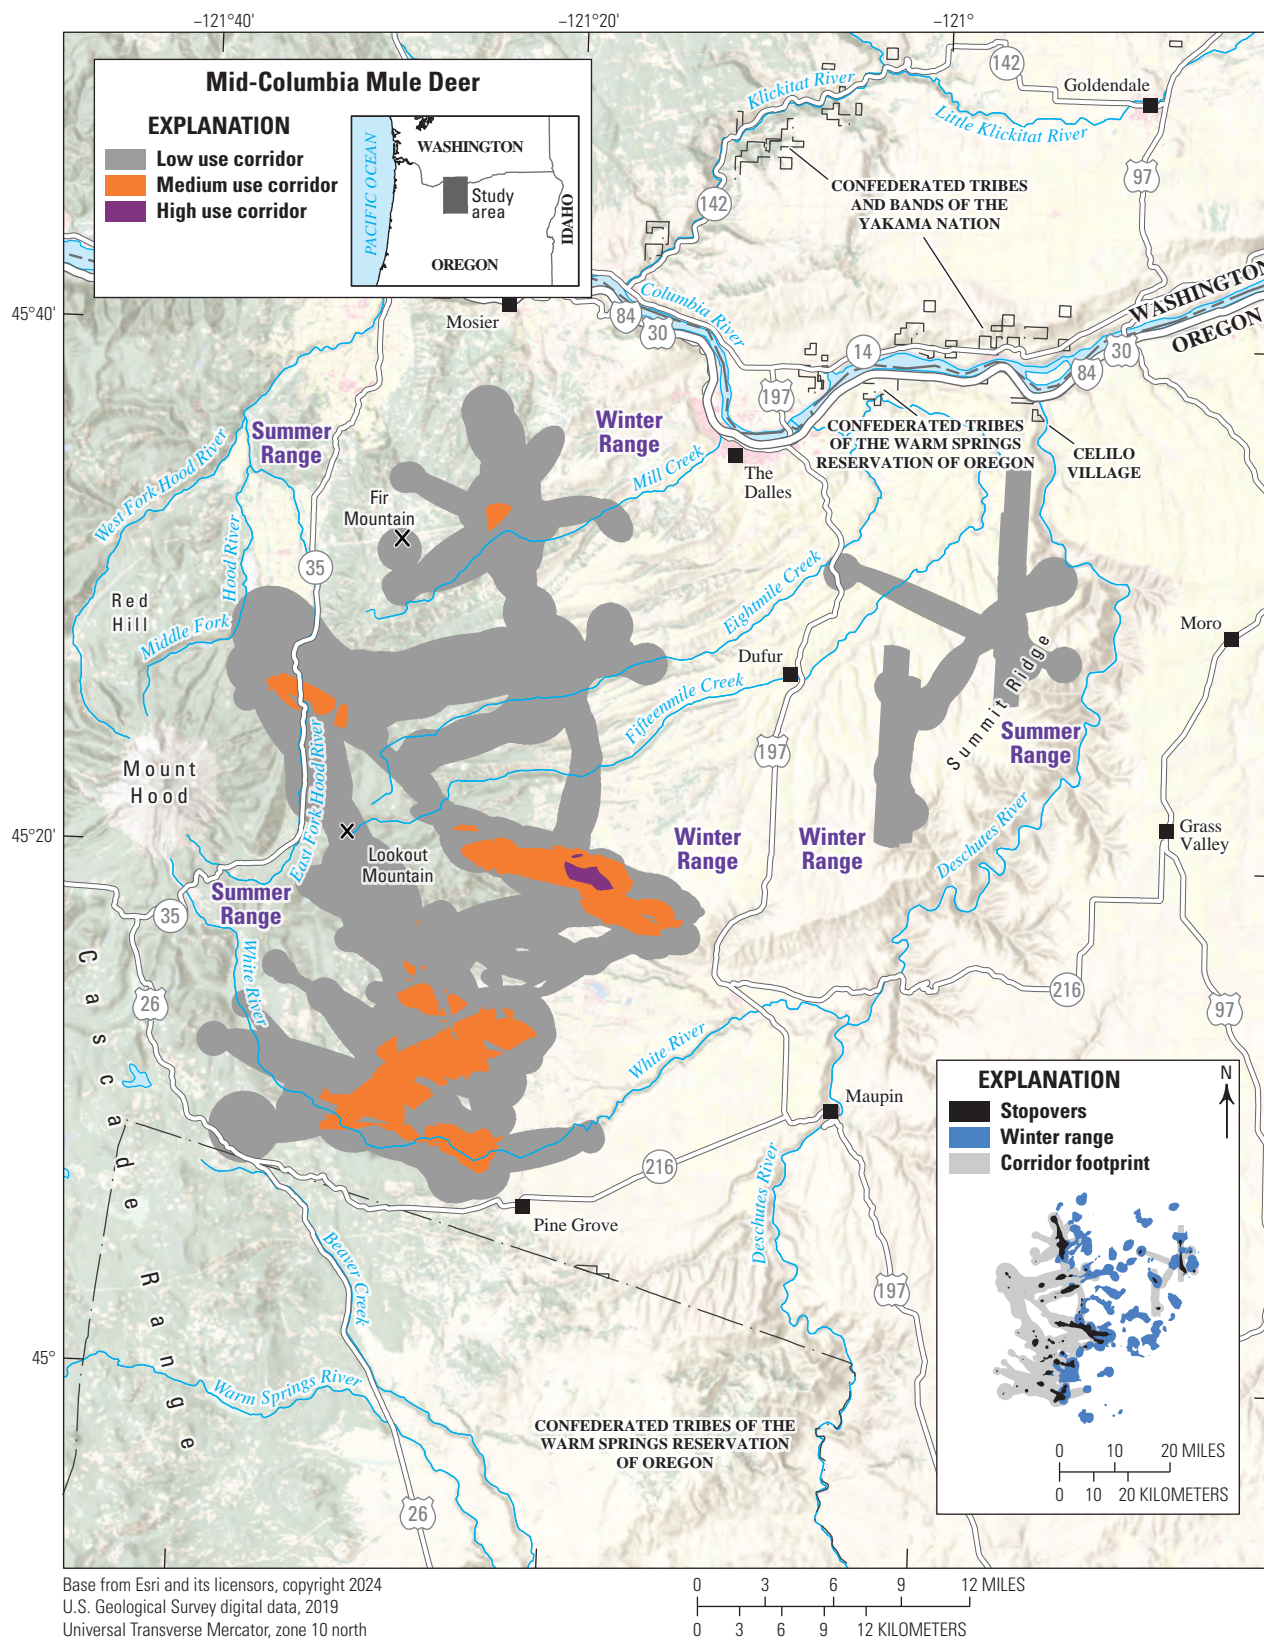 −121°40'
−121°20'
−121°
Mid-Columbia Mule Deer
EXPLANATION
Low use corridor
Medium use corridor
High use corridor
PACIFIC OCEAN
WASHINGTON
Study
area
IDAHO
OREGON
142
Goldendale
Klickitat River
Little Klickitat River
97
CONFEDERATED TRIBES
AND BANDS OF THE
YAKAMA NATION
142
45°40'
Mosier
Columbia River
84
30
WASHINGTON
OREGON
14
30
84
197
Summer
Range
Winter
Range
CONFEDERATED TRIBES
OF THE WARM SPRINGS
RESERVATION OF OREGON
CELILO
VILLAGE
West Fork Hood River
Mill Creek
The
Dalles
Fir
Mountain
Hood River
Middle Fork
35
Red
Hill
Eightmile Creek
Moro
Dufur
Fifteenmile Creek
Summit Ridge
Summer
Range
197
Mount
Hood
East Fork Hood River
Deschutes River
45°20'
Lookout
Mountain
Winter
Range
Winter
Range
Grass
Valley
Summer
Range
35
White River
Cascade Range
26
216
97
White River
Maupin
EXPLANATION
N
Stopovers
Winter range
Corridor footprint
216
Pine Grove
Deschutes River
Beaver Creek
197
45°
Warm Springs River
CONFEDERATED TRIBES OF THE
WARM SPRINGS RESERVATION
OF OREGON
0 10 20 MILES
0 10 20 KILOMETERS
26
Base from Esri and its licensors, copyright 2024
U.S. Geological Survey digital data, 2019
Universal Transverse Mercator, zone 10 north
0 3 6 9 12 MILES
0 3 6 9 12 KILOMETERS